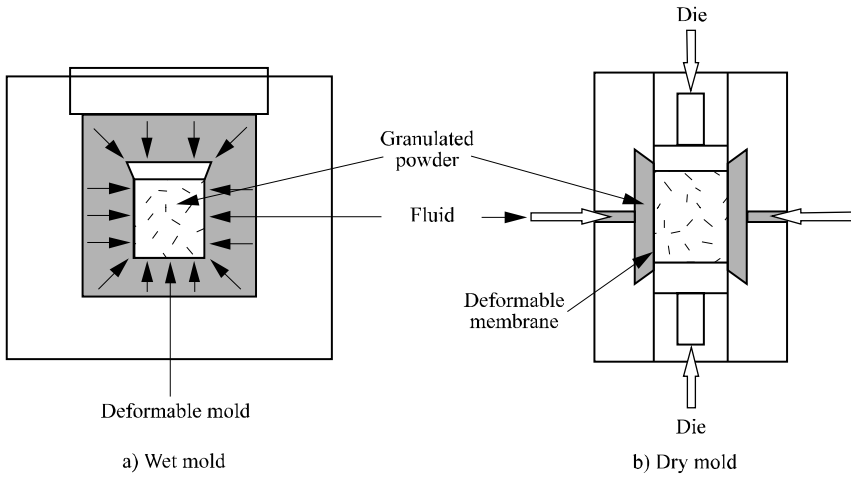 Die
Granulated
powder
Fluid
Deformable
membrane
Deformable mold
Die
a) Wet mold
b) Dry mold